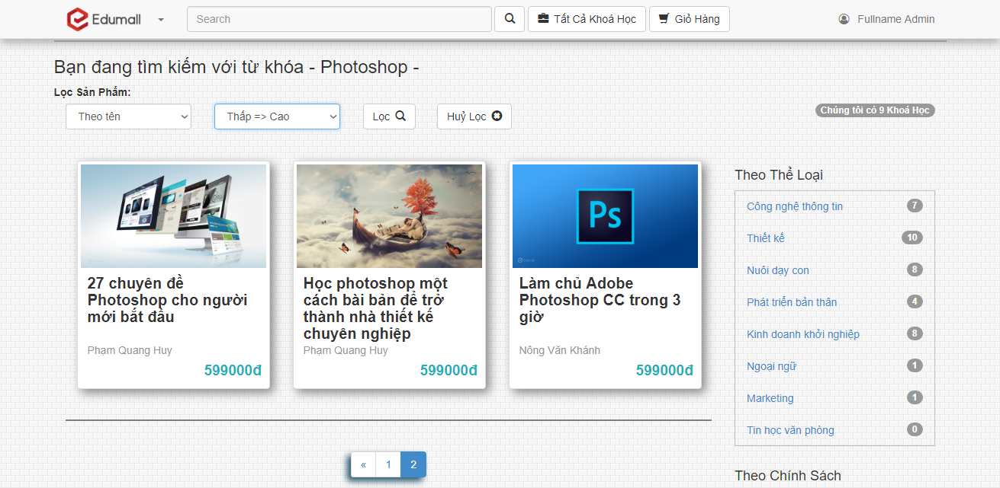 Edumall
Search
Tất Cả Khoá Học
Giỏ Hàng
Fullname Admin
Bạn đang tìm kiếm với từ khóa - Photoshop -
Lọc Sản Phẩm:
Theo tên
Thấp => Cao
Lọc
Huỷ Lọc
Chúng tôi có 9 Khoá Học
27 chuyên đề
Photoshop cho người
mới bắt đầu
Phạm Quang Huy
599000đ
Học photoshop một
cách bài bản để trở
thành nhà thiết kế
chuyên nghiệp
Phạm Quang Huy
599000đ
Ps
Edumall
Làm chủ Adobe
Photoshop CC trong 3
giờ
Nông Văn Khánh
599000đ
Theo Thể Loại
Công nghệ thông tin 7
Thiết kế 10
Nuôi dạy con 8
Phát triển bản thân 4
Kinh doanh khởi nghiệp 8
Ngoại ngữ 1
Marketing 1
Tin học văn phòng 0
« 1 2
Theo Chính Sách